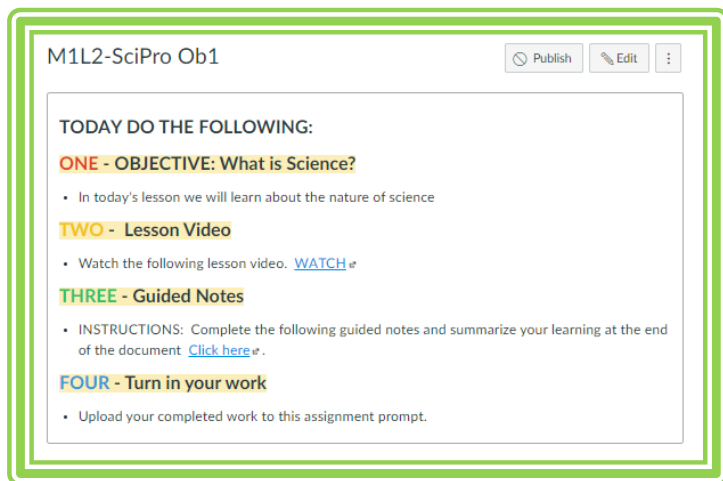 M1L2-SciPro Ob1
Publish
Edit
TODAY DO THE FOLLOWING:
ONE - OBJECTIVE: What is Science?
• In today's lesson we will learn about the nature of science
TWO - Lesson Video
• Watch the following lesson video. WATCH
THREE - Guided Notes
• INSTRUCTIONS: Complete the following guided notes and summarize your learning at the end
of the document Click here .
FOUR - Turn in your work
• Upload your completed work to this assignment prompt.